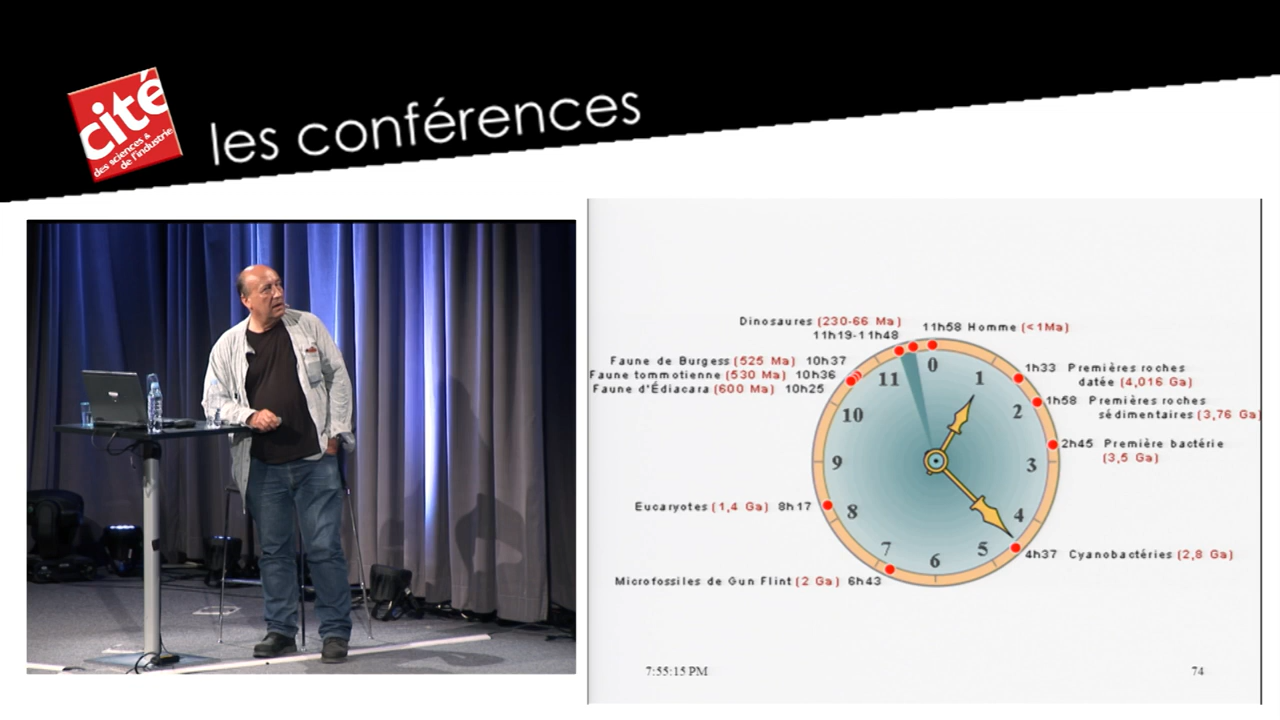 cité
des sciences &
de l'industrie
les conférences
Dinosaures (230-66 Ma)
11h19-11h48
11h58 Homme (<1Ma)
Faune de Burgess (525 Ma) 10h37
Faune tommotienne (530 Ma) 10h36
Faune d'Édiacara (600 Ma) 10h25
1h33 Premières roches
datée (4,016 Ga)
1h58 Premières roches
sédimentaires (3,76 Ga)
2h45 Première bactérie
(3,5 Ga)
Eucaryotes (1,4 Ga) 8h17
4h37 Cyanobactéries (2,8 Ga)
Microfossiles de Gun Flint (2 Ga) 6h43
0
1
2
3
4
5
6
7
8
9
10
11
7:55:15 PM
74